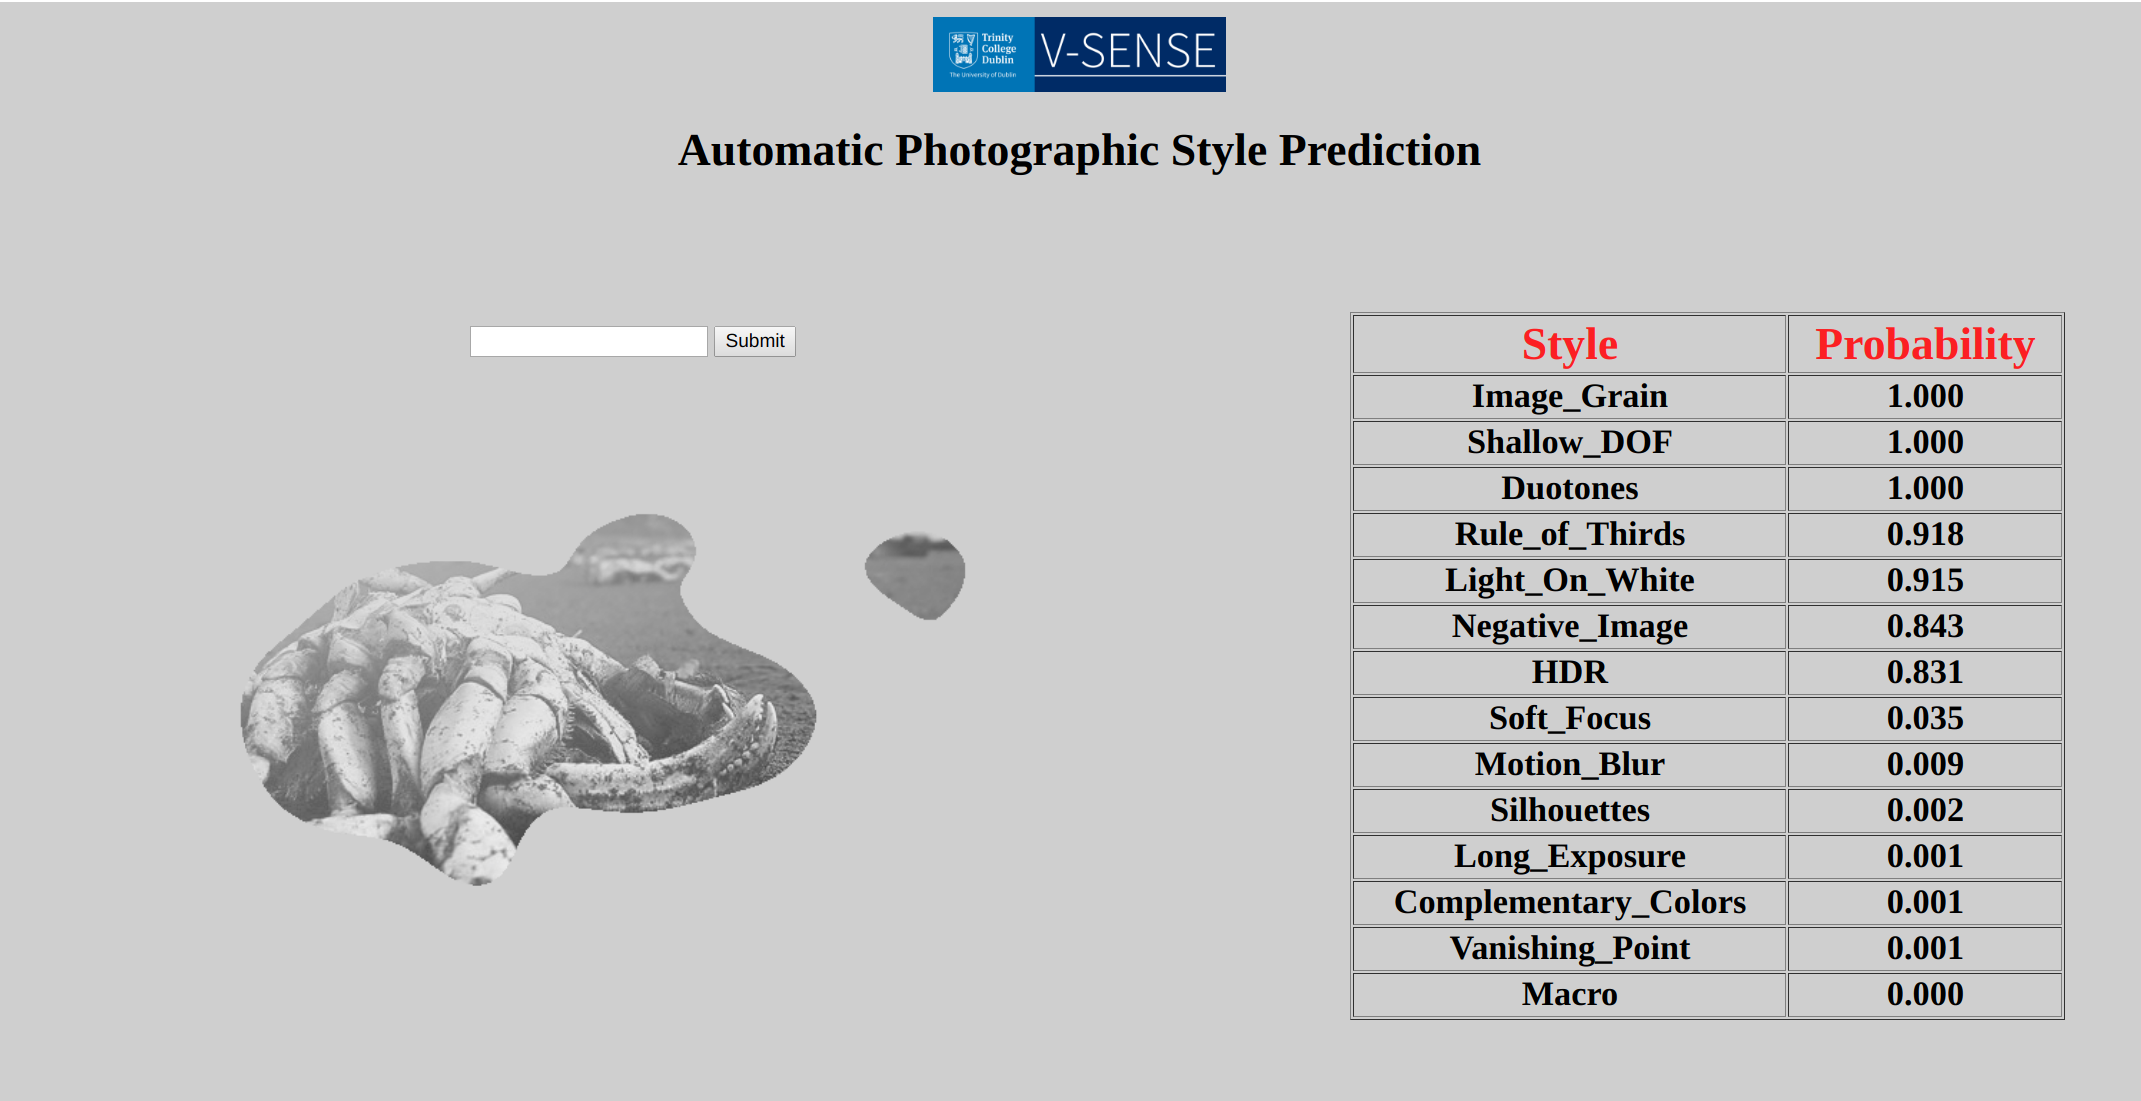 Trinity
College
Dublin
The University of Dublin
V-SENSE
Automatic Photographic Style Prediction
Submit
Style Probability
Image_Grain 1.000
Shallow_DOF 1.000
Duotones 1.000
Rule_of_Thirds 0.918
Light_On_White 0.915
Negative_Image 0.843
HDR 0.831
Soft_Focus 0.035
Motion_Blur 0.009
Silhouettes 0.002
Long_Exposure 0.001
Complementary_Colors 0.001
Vanishing_Point 0.001
Macro 0.000